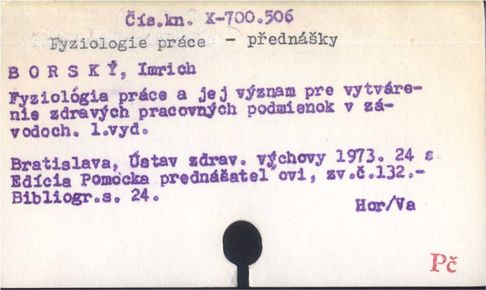 Čís.kn. X-700.506
Fyziologie práce - přednášky
BORSKÝ, Imrich
Fyziológia práce a jej význam pre vytváre-
nie zdravých pracovných podmienok v zá-
vodoch. 1.vyd.
Bratislava, Ústav zdrav. výchovy 1973. 24 s
Edícia Pomôcka prednášateľovi, zv.č.132.-
Bibliogr.s. 24.
Hor/Va
Pč